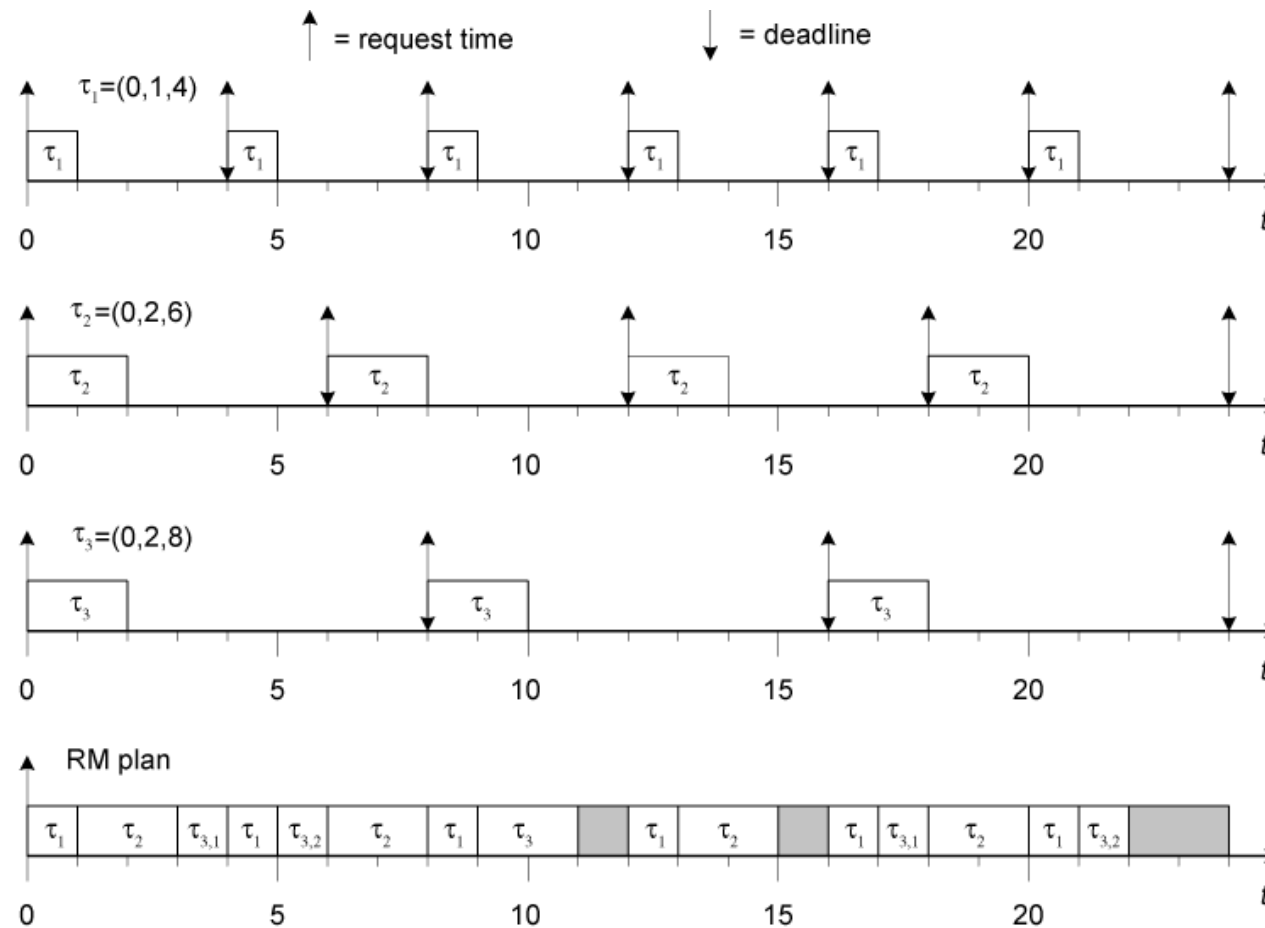 = request time
= deadline
τ₁=(0,1,4)
τ₁ τ₁ τ₁ τ₁ τ₁ τ₁
0 5 10 15 20 t
τ₂=(0,2,6)
τ₂ τ₂ τ₂ τ₂
0 5 10 15 20 t
τ₃=(0,2,8)
τ₃ τ₃ τ₃
0 5 10 15 20 t
RM plan
τ₁ τ₂ τ₃,₁ τ₁ τ₃,₂ τ₂ τ₁ τ₃ τ₁ τ₂ τ₁ τ₃,₁ τ₂ τ₁ τ₃,₂
0 5 10 15 20 t